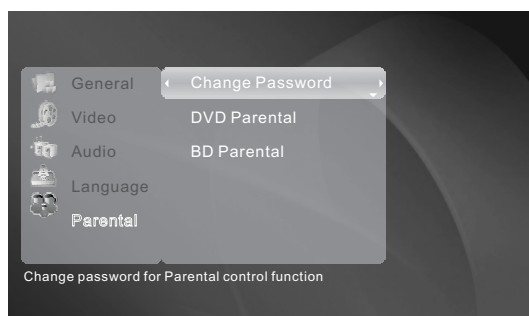 General
Video
Audio
Language
Parental
Change Password
DVD Parental
BD Parental
Change password for Parental control function